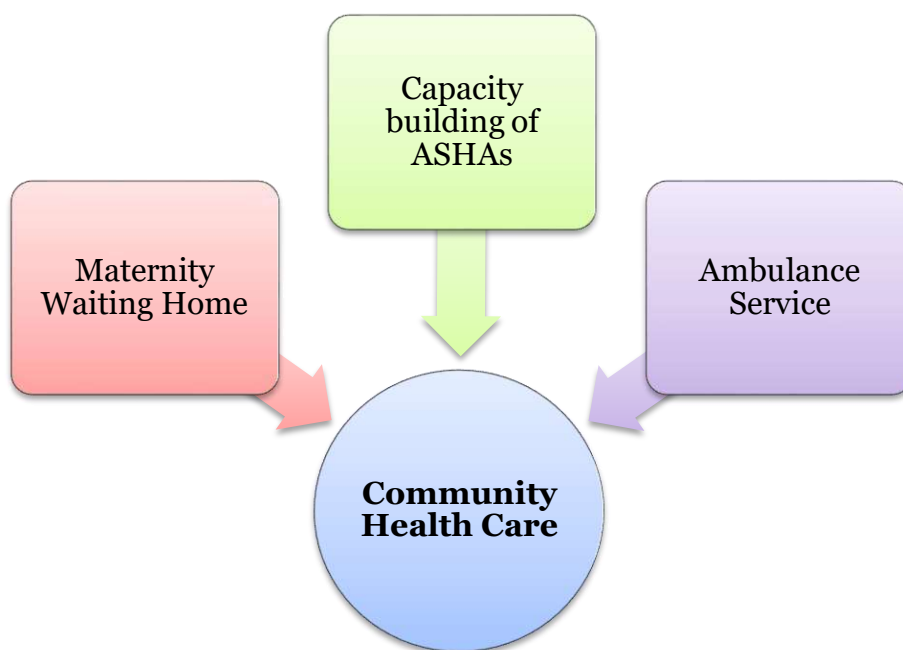 Capacity
building of
ASHAs
Maternity
Waiting Home
Ambulance
Service
Community
Health Care